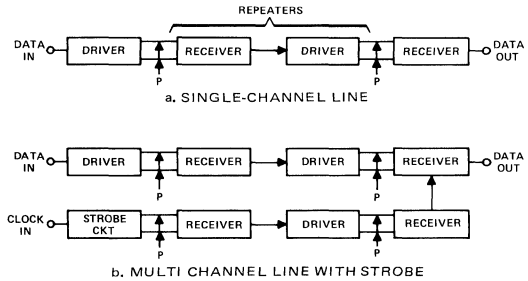 REPEATERS
DATA IN DRIVER RECEIVER DRIVER RECEIVER DATA OUT
P P
a. SINGLE-CHANNEL LINE
DATA IN DRIVER RECEIVER DRIVER RECEIVER DATA OUT
P P
CLOCK IN STROBE CKT RECEIVER DRIVER RECEIVER
P P
b. MULTI CHANNEL LINE WITH STROBE